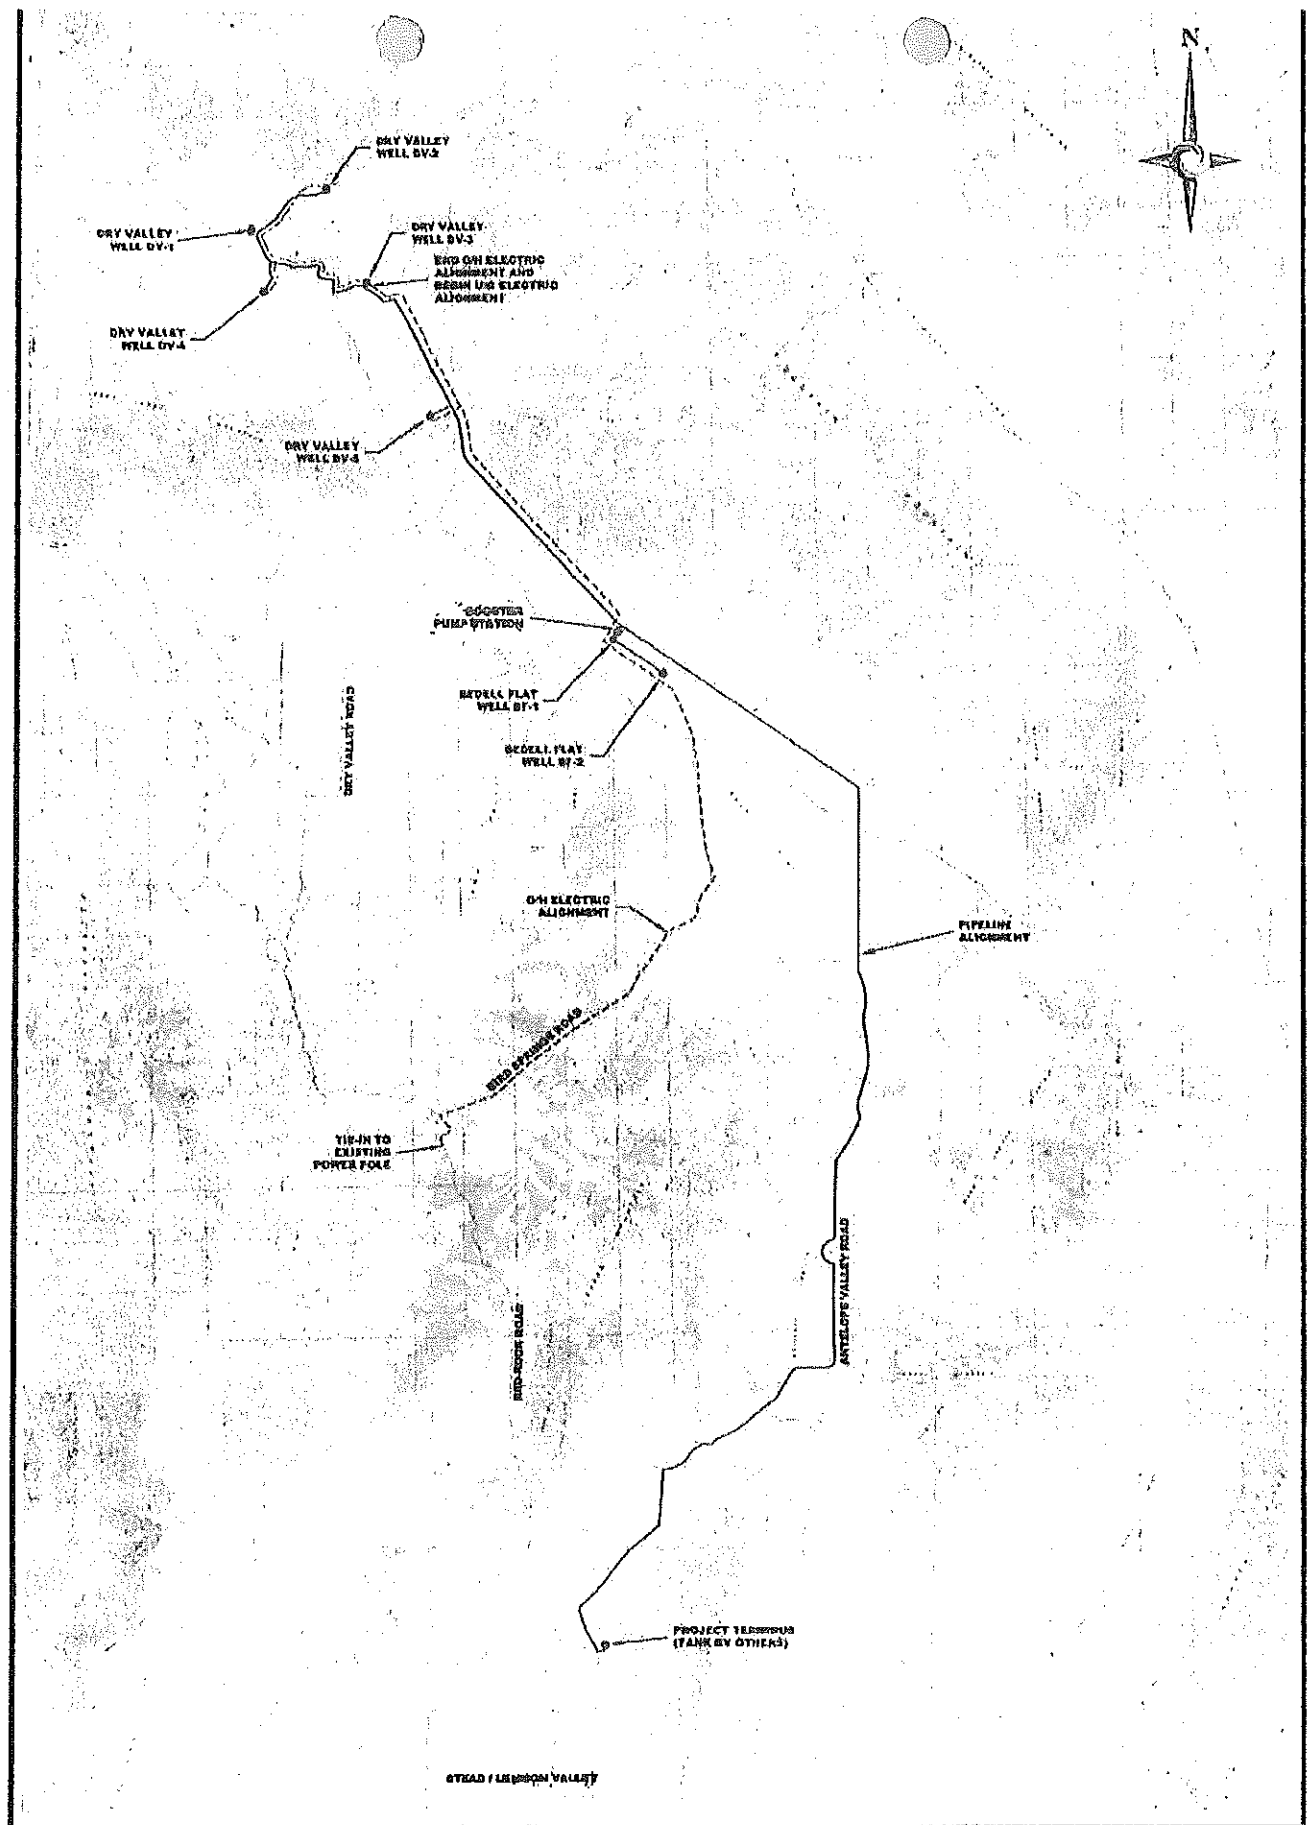 N
DRY VALLEY
WELL DV-2
DRY VALLEY
WELL DV-1
DRY VALLEY
WELL DV-3
END O/H ELECTRIC
ALIGNMENT AND
BEGIN U/G ELECTRIC
ALIGNMENT
DRY VALLEY
WELL DV-4
DRY VALLEY
WELL
BOOSTER
PUMP STATION
BEDELL FLAT
WELL BF-1
DRY VALLEY ROAD
BEDELL FLAT
WELL BF-2
O/H ELECTRIC
ALIGNMENT
PIPELINE
ALIGNMENT
BIRD SPRINGS ROAD
TIE-IN TO
EXISTING
POWER POLE
ANTELOPE VALLEY ROAD
RED ROCK ROAD
PROJECT TERMINUS
(TANK BY OTHERS)
STEAD / LEMMON VALLEY